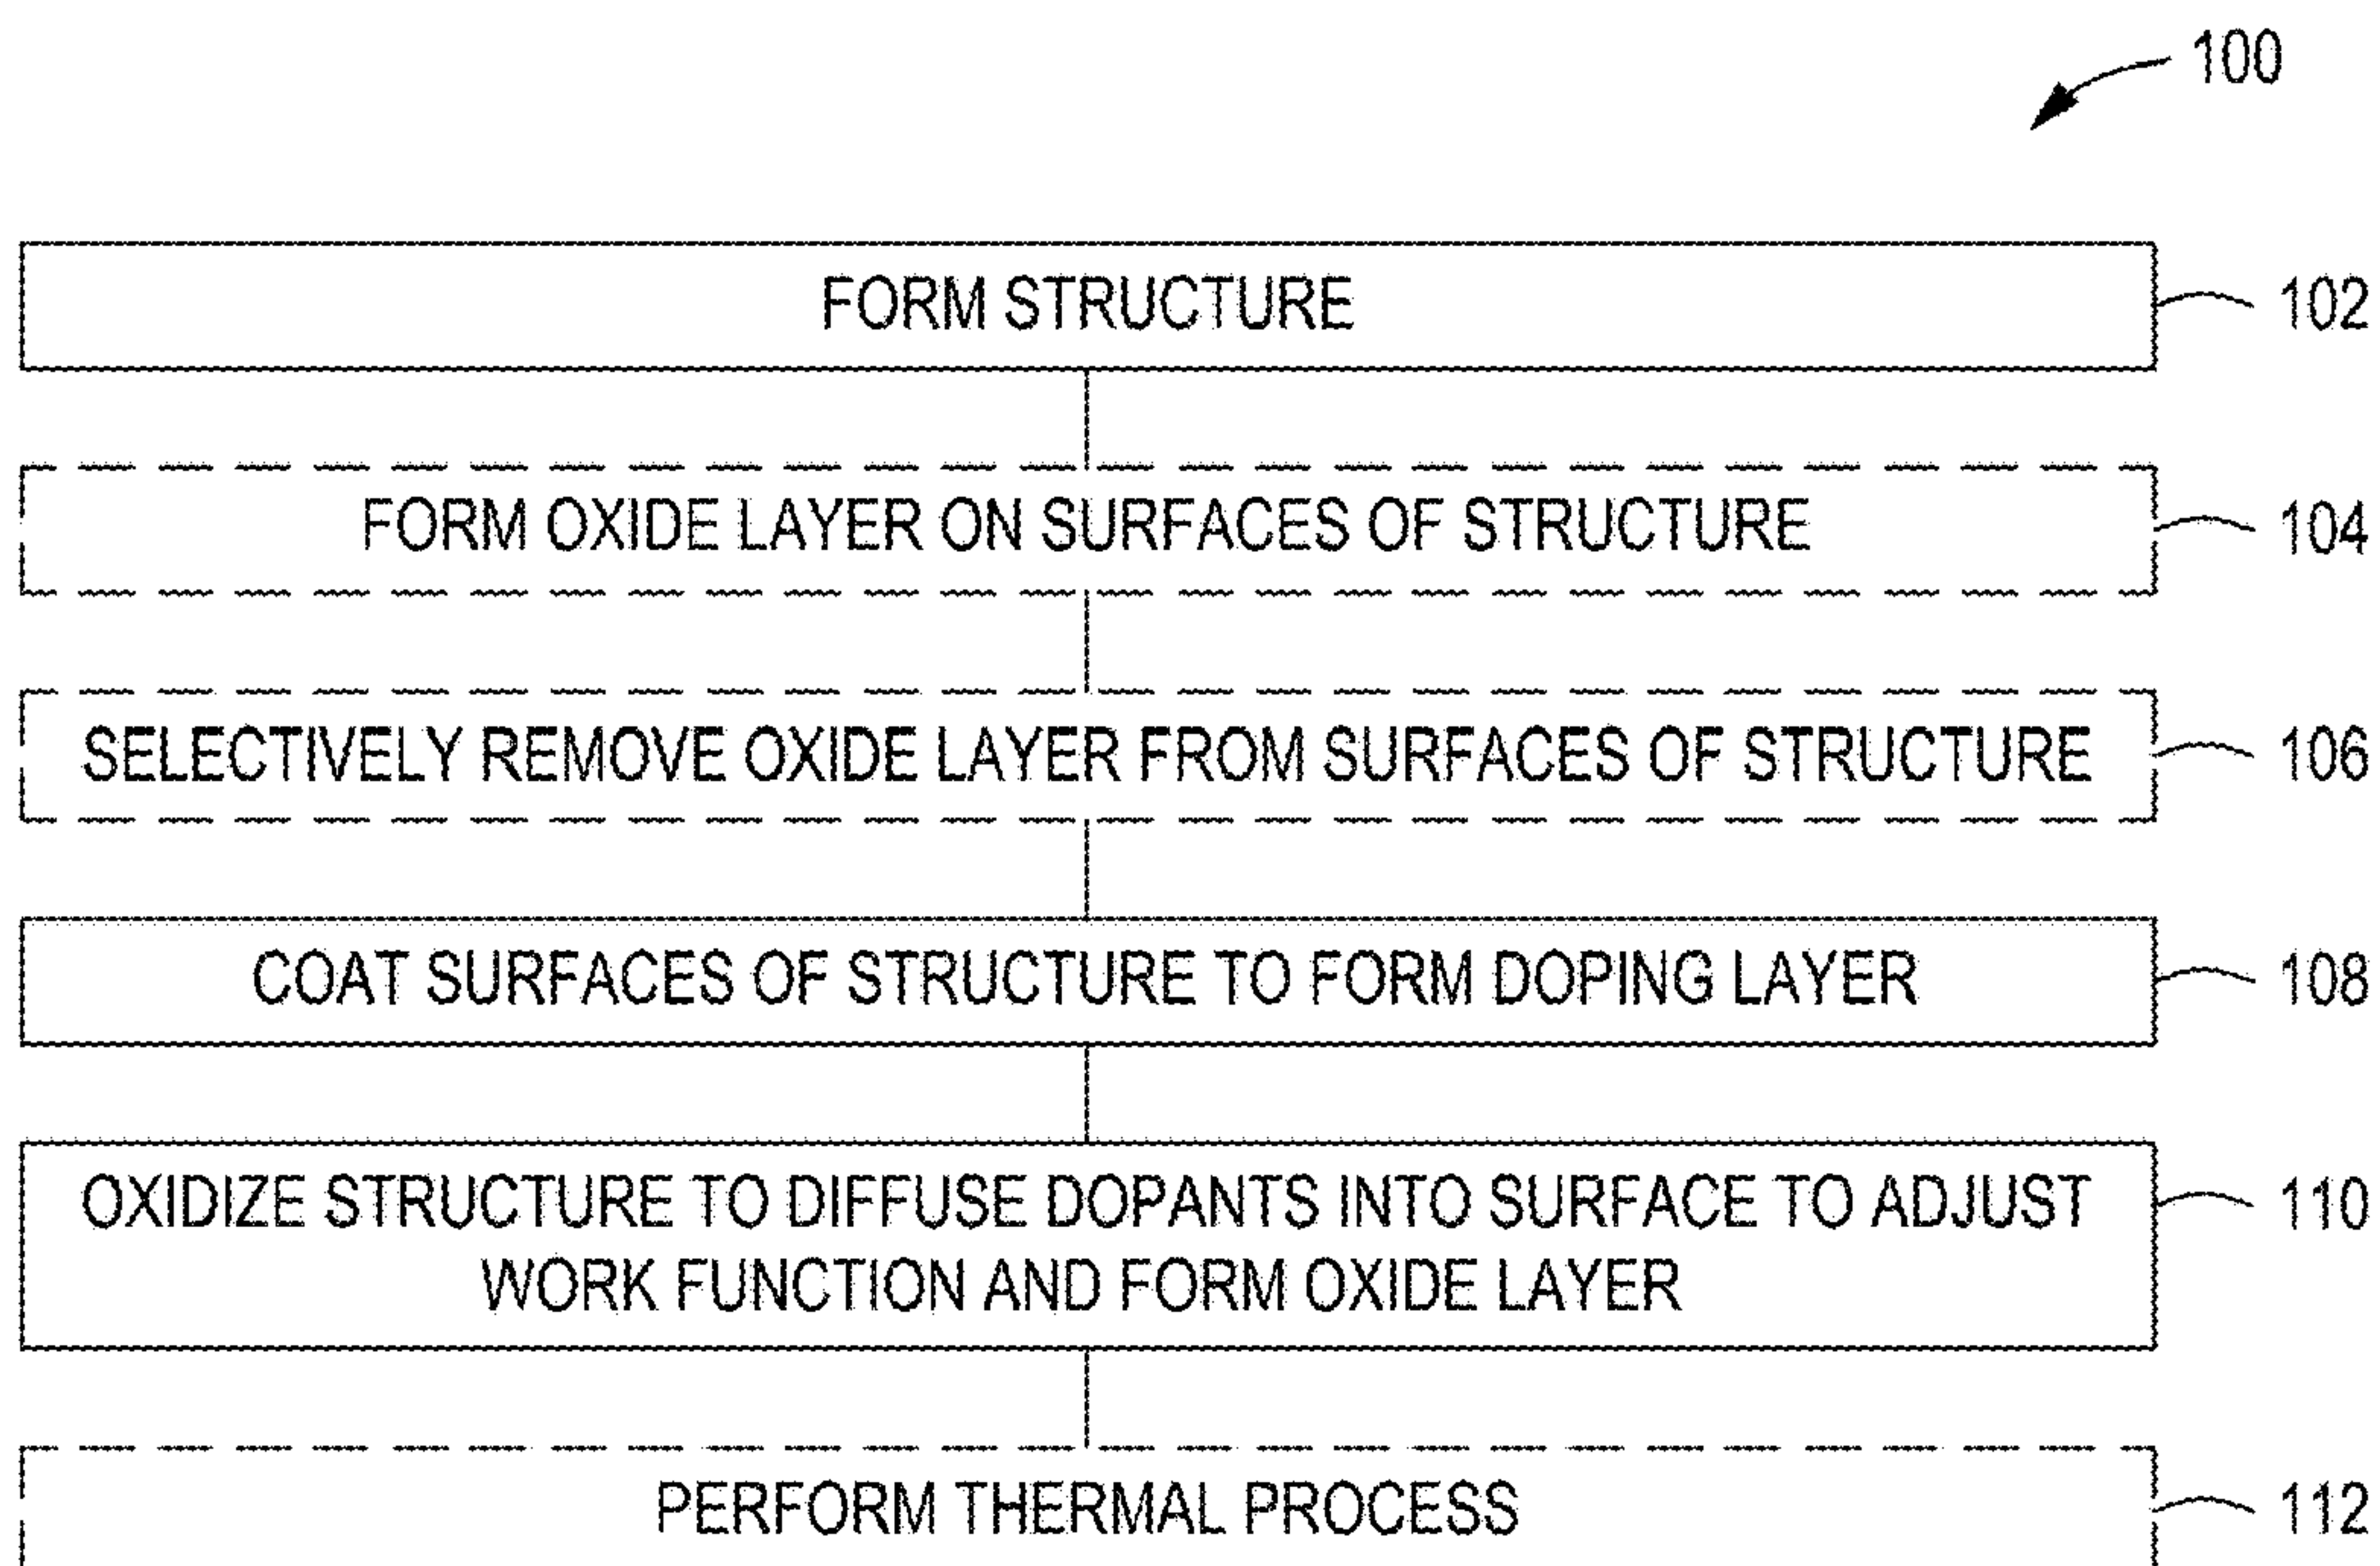 100
FORM STRUCTURE 102
FORM OXIDE LAYER ON SURFACES OF STRUCTURE 104
SELECTIVELY REMOVE OXIDE LAYER FROM SURFACES OF STRUCTURE 106
COAT SURFACES OF STRUCTURE TO FORM DOPING LAYER 108
OXIDIZE STRUCTURE TO DIFFUSE DOPANTS INTO SURFACE TO ADJUST 110
WORK FUNCTION AND FORM OXIDE LAYER
PERFORM THERMAL PROCESS 112